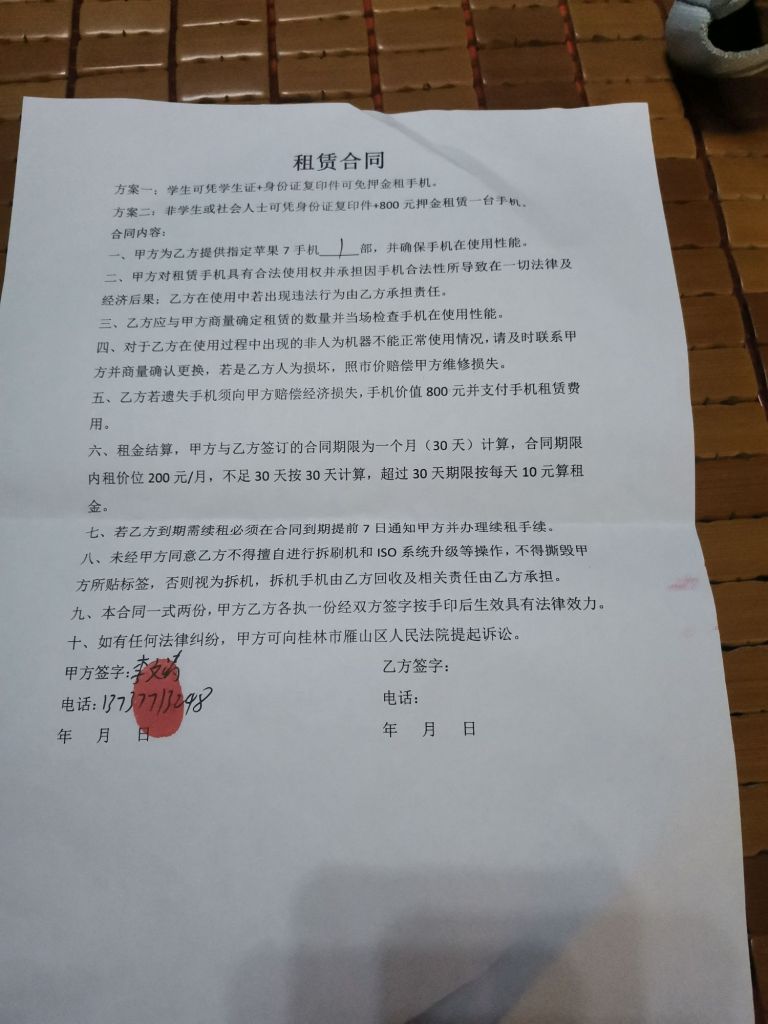 租赁合同
方案一：学生可凭学生证+身份证复印件可免押金租手机。
方案二：非学生或社会人士可凭身份证复印件+800 元押金租赁一台手机。
合同内容：
一、甲方为乙方提供指定苹果 7 手机 1 部，并确保手机在使用性能。
二、甲方对租赁手机具有合法使用权并承担因手机合法性所导致在一切法律及
经济后果；乙方在使用中若出现违法行为由乙方承担责任。
三、乙方应与甲方商量确定租赁的数量并当场检查手机在使用性能。
四、对于乙方在使用过程中出现的非人为机器不能正常使用情况，请及时联系甲
方并商量确认更换，若是乙方人为损坏，照市价赔偿甲方维修损失。
五、乙方若遗失手机须向甲方赔偿经济损失，手机价值 800 元并支付手机租赁费
用。
六、租金结算，甲方与乙方签订的合同期限为一个月（30 天）计算，合同期限
内租价位 200 元/月，不足 30 天按 30 天计算，超过 30 天期限按每天 10 元算租
金。
七、若乙方到期需续租必须在合同到期提前 7 日通知甲方并办理续租手续。
八、未经甲方同意乙方不得擅自进行拆刷机和 ISO 系统升级等操作，不得撕毁甲
方所贴标签，否则视为拆机，拆机手机由乙方回收及相关责任由乙方承担。
九、本合同一式两份，甲方乙方各执一份经双方签字按手印后生效具有法律效力。
十、如有任何法律纠纷，甲方可向桂林市雁山区人民法院提起诉讼。
甲方签字：李 乙方签字：
电话：13737713248 电话：
年 月 日 年 月 日